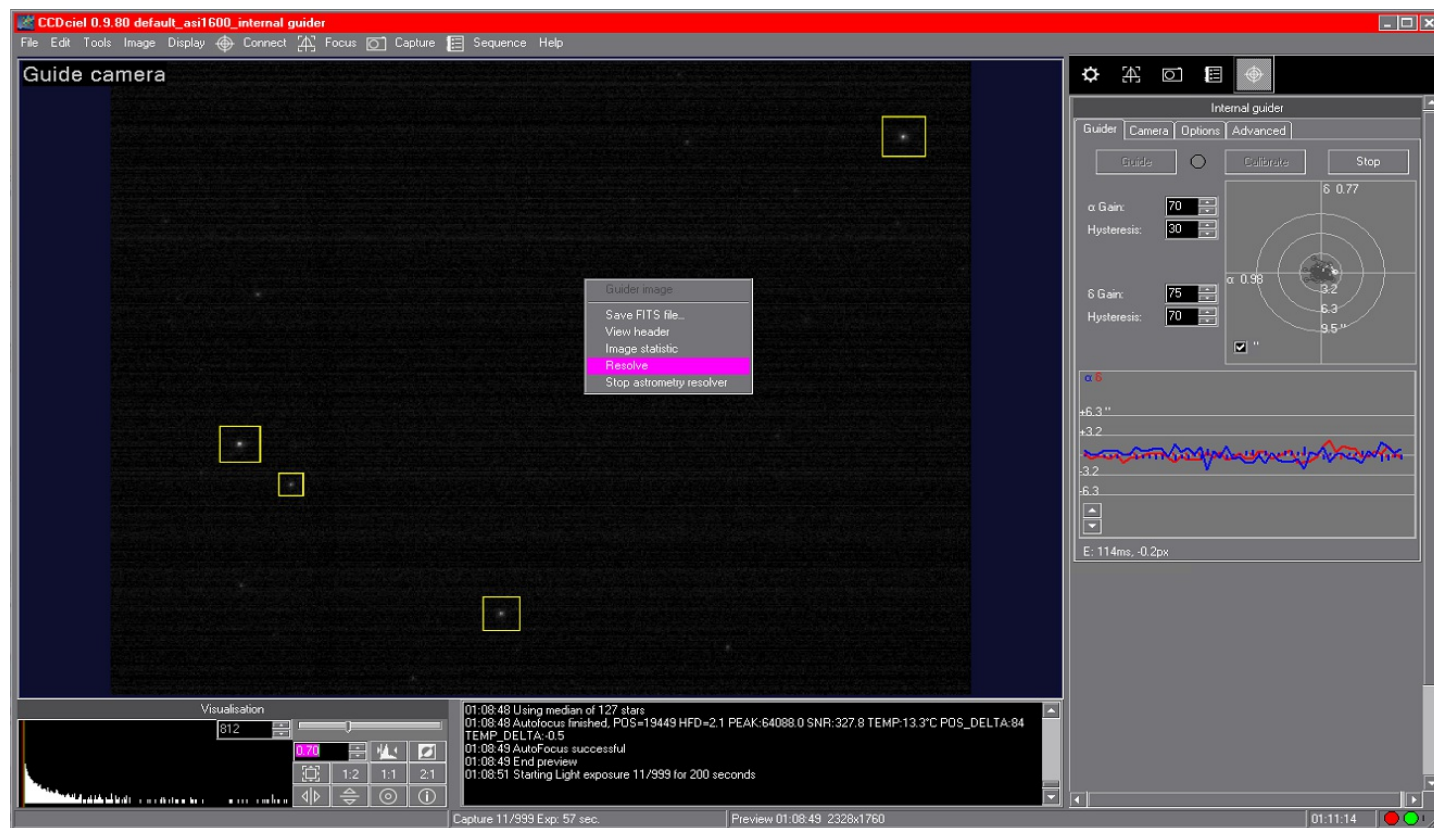 CCDciel 0.9.80 default_asi1600_internal guider
File Edit Tools Image Display Connect Focus Capture Sequence Help
Guide camera
Guider image
Save FITS file...
View header
Image statistic
Resolve
Stop astrometry resolver
Internal guider
Guider Camera Options Advanced
Guide Calibrate Stop
δ 0.77
α Gain: 70
Hysteresis: 30
α 0.98
δ Gain: 75
Hysteresis: 70
3.2
6.3
9.5 "
"
α δ
+6.3 "
+3.2
-3.2
-6.3
E: 114ms, -0.2px
Visualisation
812
0.70
1:2 1:1 2:1
01:08:48 Using median of 127 stars
01:08:48 Autofocus finished, POS=19449 HFD=2.1 PEAK:64088.0 SNR:327.8 TEMP:13.3°C POS_DELTA:84
TEMP_DELTA:-0.5
01:08:49 AutoFocus successful
01:08:49 End preview
01:08:51 Starting Light exposure 11/999 for 200 seconds
Capture 11/999 Exp: 57 sec. Preview 01:08:49 2328x1760 01:11:14